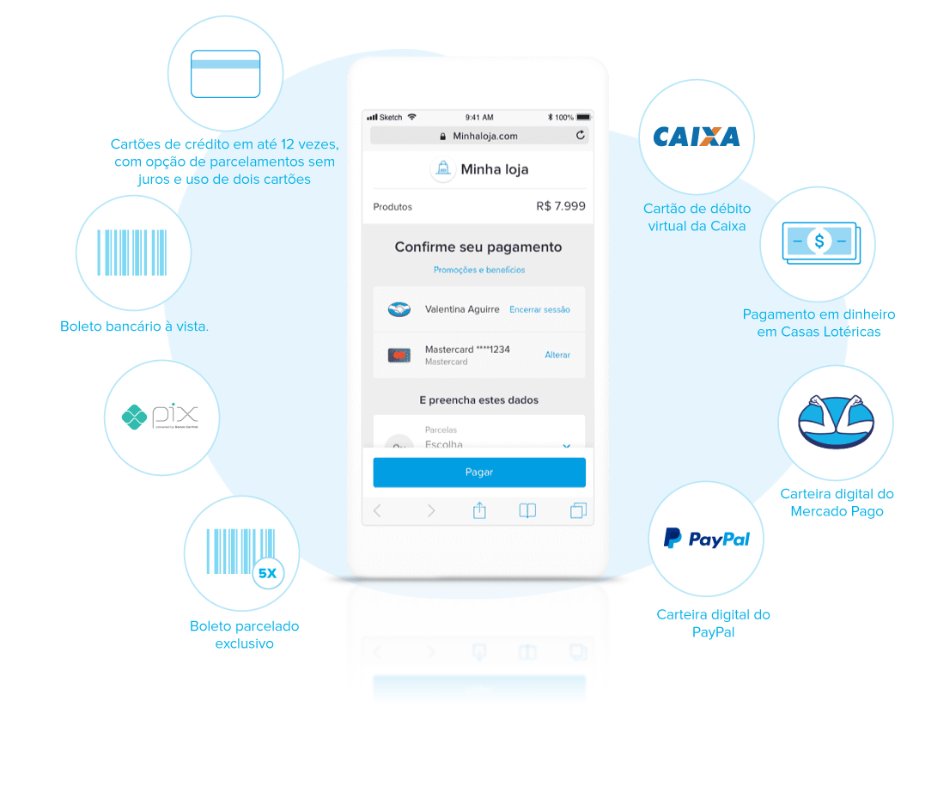 Cartões de crédito em até 12 vezes,
com opção de parcelamentos sem
juros e uso de dois cartões
Boleto bancário à vista.
pix
powered by Banco Central
5X
Boleto parcelado
exclusivo
Sketch 9:41 AM 100%
Minhaloja.com
Minha loja
Produtos R$ 7.999
Confirme seu pagamento
Promoções e benefícios
Valentina Aguirre Encerrar sessão
Mastercard ****1234
Mastercard
Alterar
E preencha estes dados
Parcelas
Escolha
Pagar
CAIXA
Cartão de débito
virtual da Caixa
$
Pagamento em dinheiro
em Casas Lotéricas
Carteira digital do
Mercado Pago
PayPal
Carteira digital do
PayPal